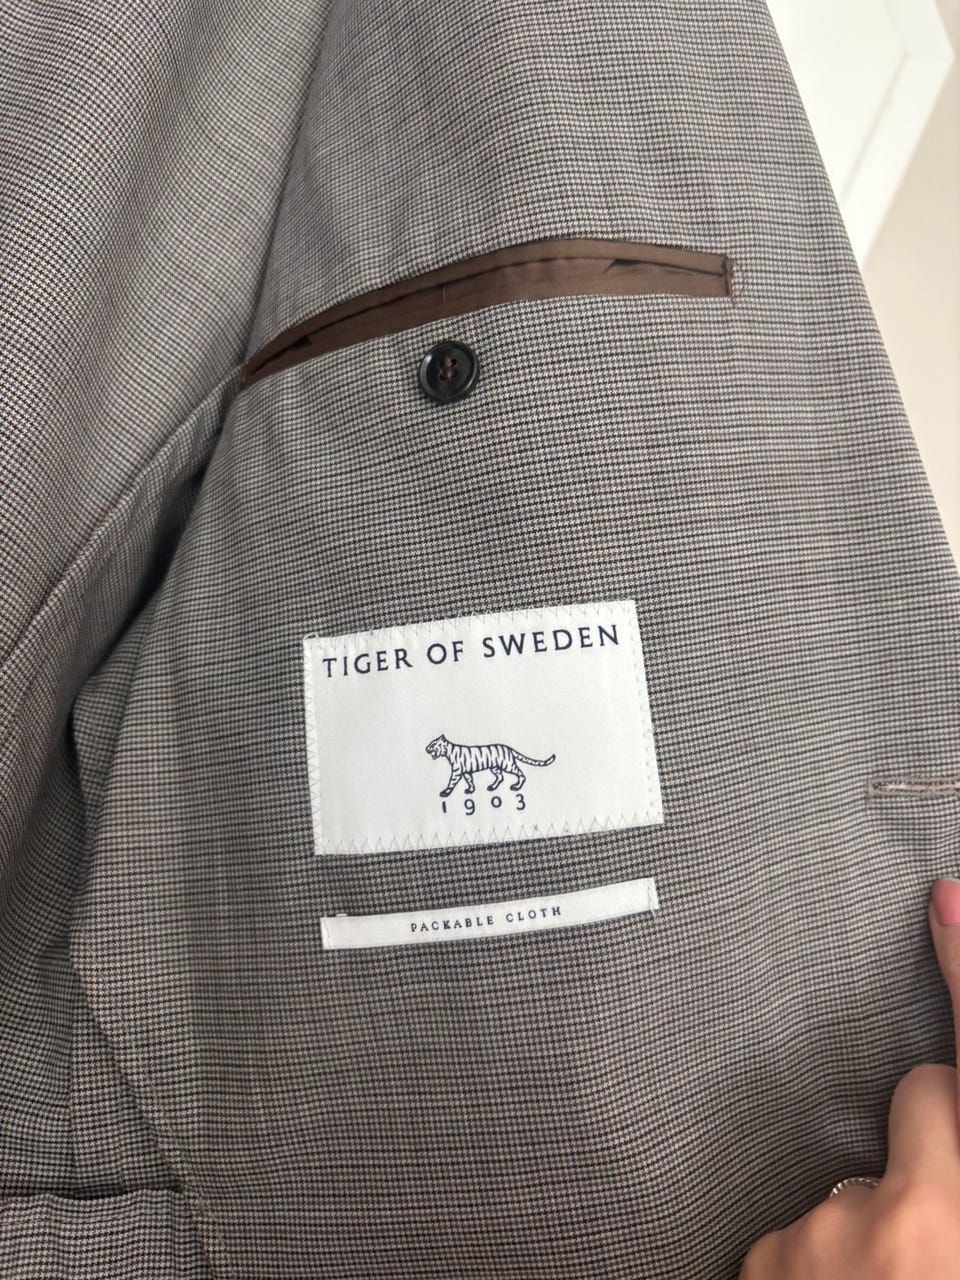 TIGER OF SWEDEN
1903
PACKABLE CLOTH